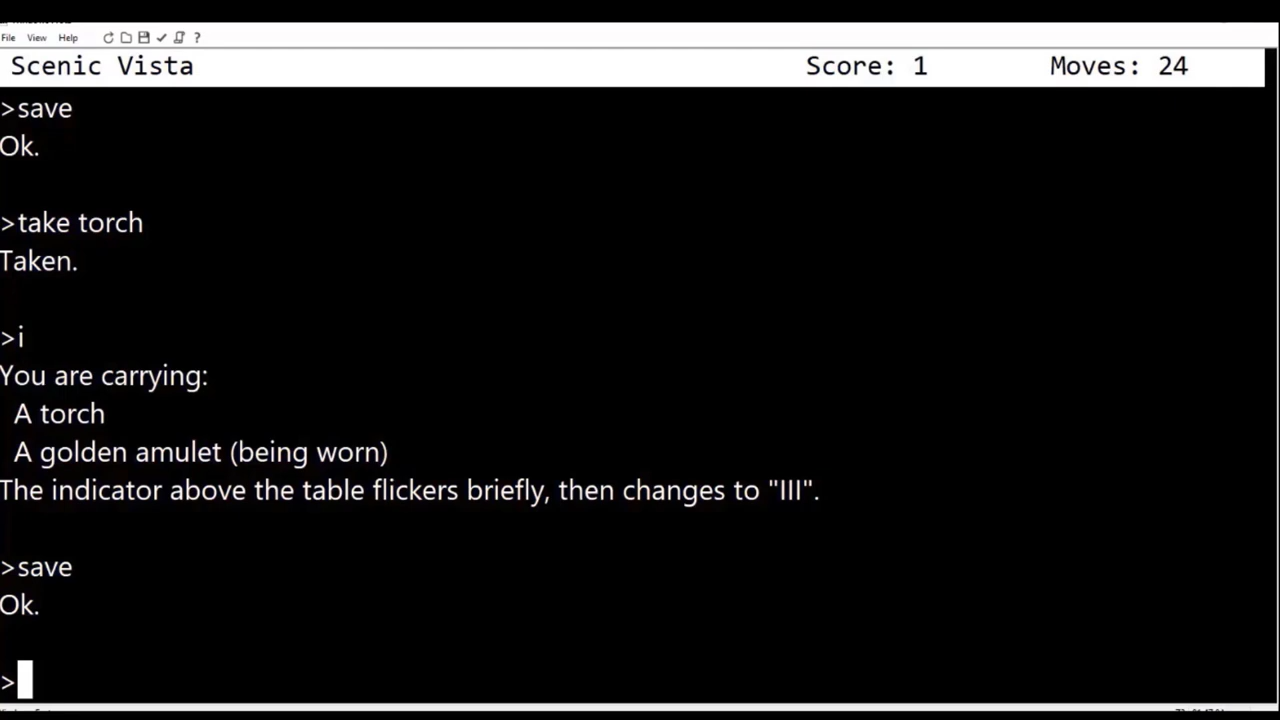 File View Help ?
Scenic Vista Score: 1 Moves: 24
>save
Ok.
>take torch
Taken.
>i
You are carrying:
A torch
A golden amulet (being worn)
The indicator above the table flickers briefly, then changes to "III".
>save
Ok.
>